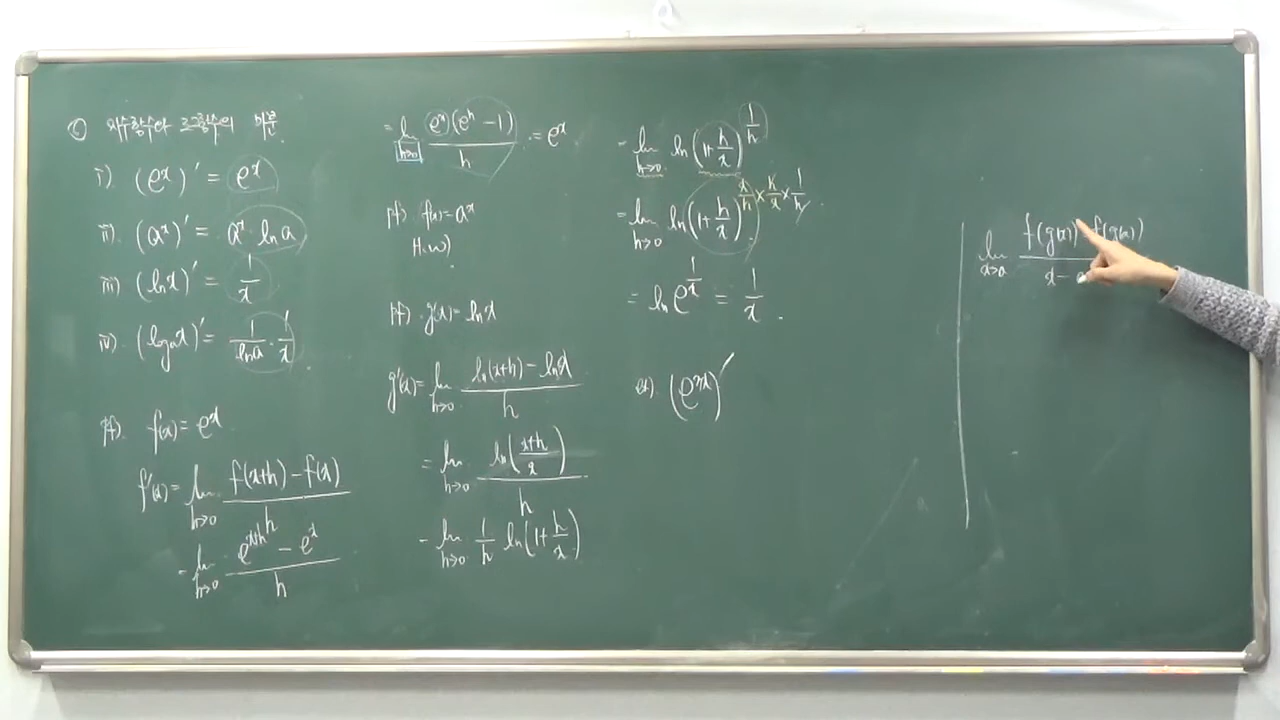 지수함수와 로그함수의 미분
i) (e^x)' = e^x
ii) (a^x)' = a^x · ln a
iii) (ln x)' = 1/x
iv) (log_a x)' = 1/ln a · 1/x
pf). f(x) = e^x
f'(x) = lim_{h→0} (f(x+h) − f(x))/h
= lim_{h→0} (e^{x+h} − e^x)/h
= lim_{h→0} e^x(e^h − 1)/h = e^x
pf) f(x) = a^x
H.w)
pf). g(x) = ln x
g'(x) = lim_{h→0} (ln(x+h) − ln x)/h
= lim_{h→0} ln((x+h)/x)/h
= lim_{h→0} 1/h ln(1 + h/x)
= lim_{h→0} ln(1 + h/x)^{1/h}
= lim_{h→0} ln(1 + h/x)^{x/h × h/x × 1/h}
= ln e^{1/x} = 1/x .
ex). (e^{2x})'
lim_{x→a} f(g(x)) f(g(a))
x −